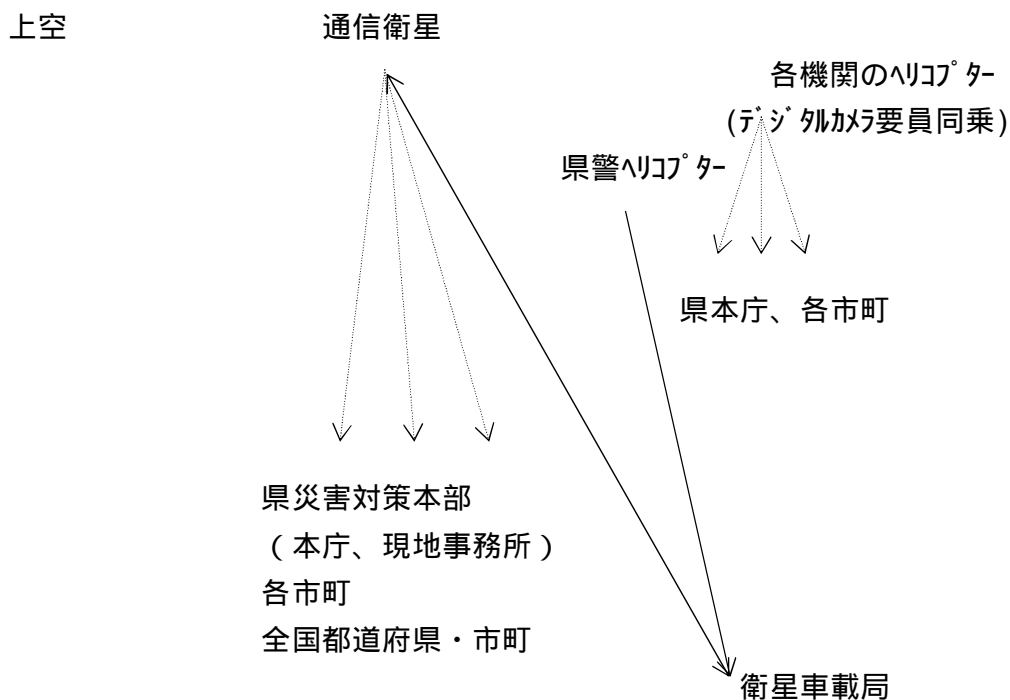 上空
通信衛星
各機関のﾍﾘｺﾌﾟﾀｰ
(ﾃﾞｼﾞﾀﾙｶﾒﾗ要員同乗)
県警ﾍﾘｺﾌﾟﾀｰ
県本庁、各市町
県災害対策本部
（本庁、現地事務所）
各市町
全国都道府県・市町
衛星車載局